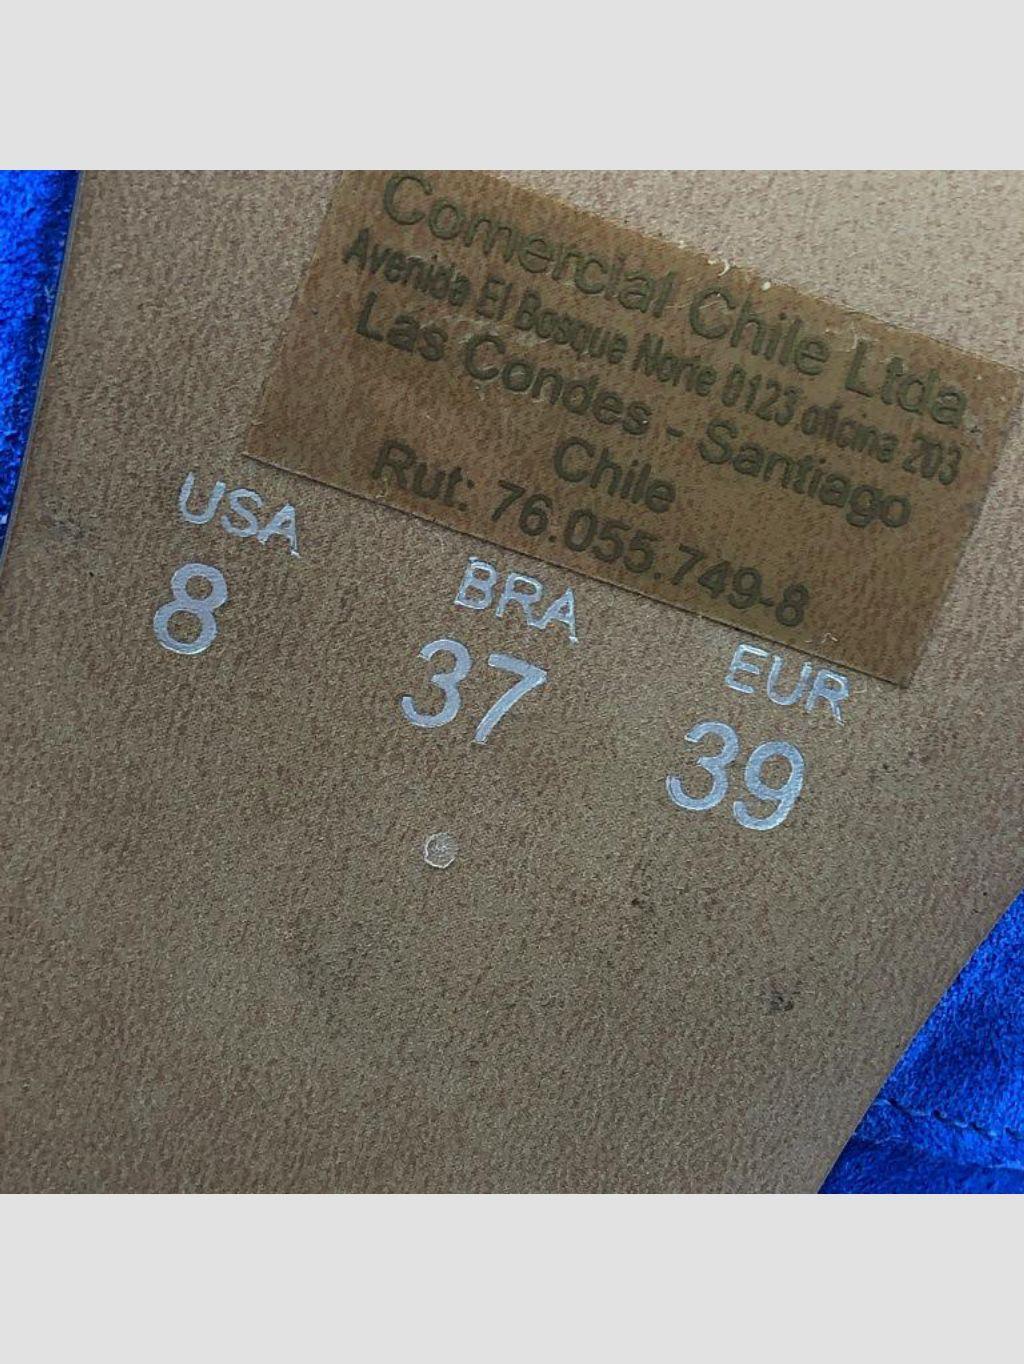 Comercial Chile Ltda
Avenida El Bosque Norte 0123 oficina 203
Las Condes - Santiago
Chile
Rut: 76.055.749-8
USA BRA EUR
8 37 39